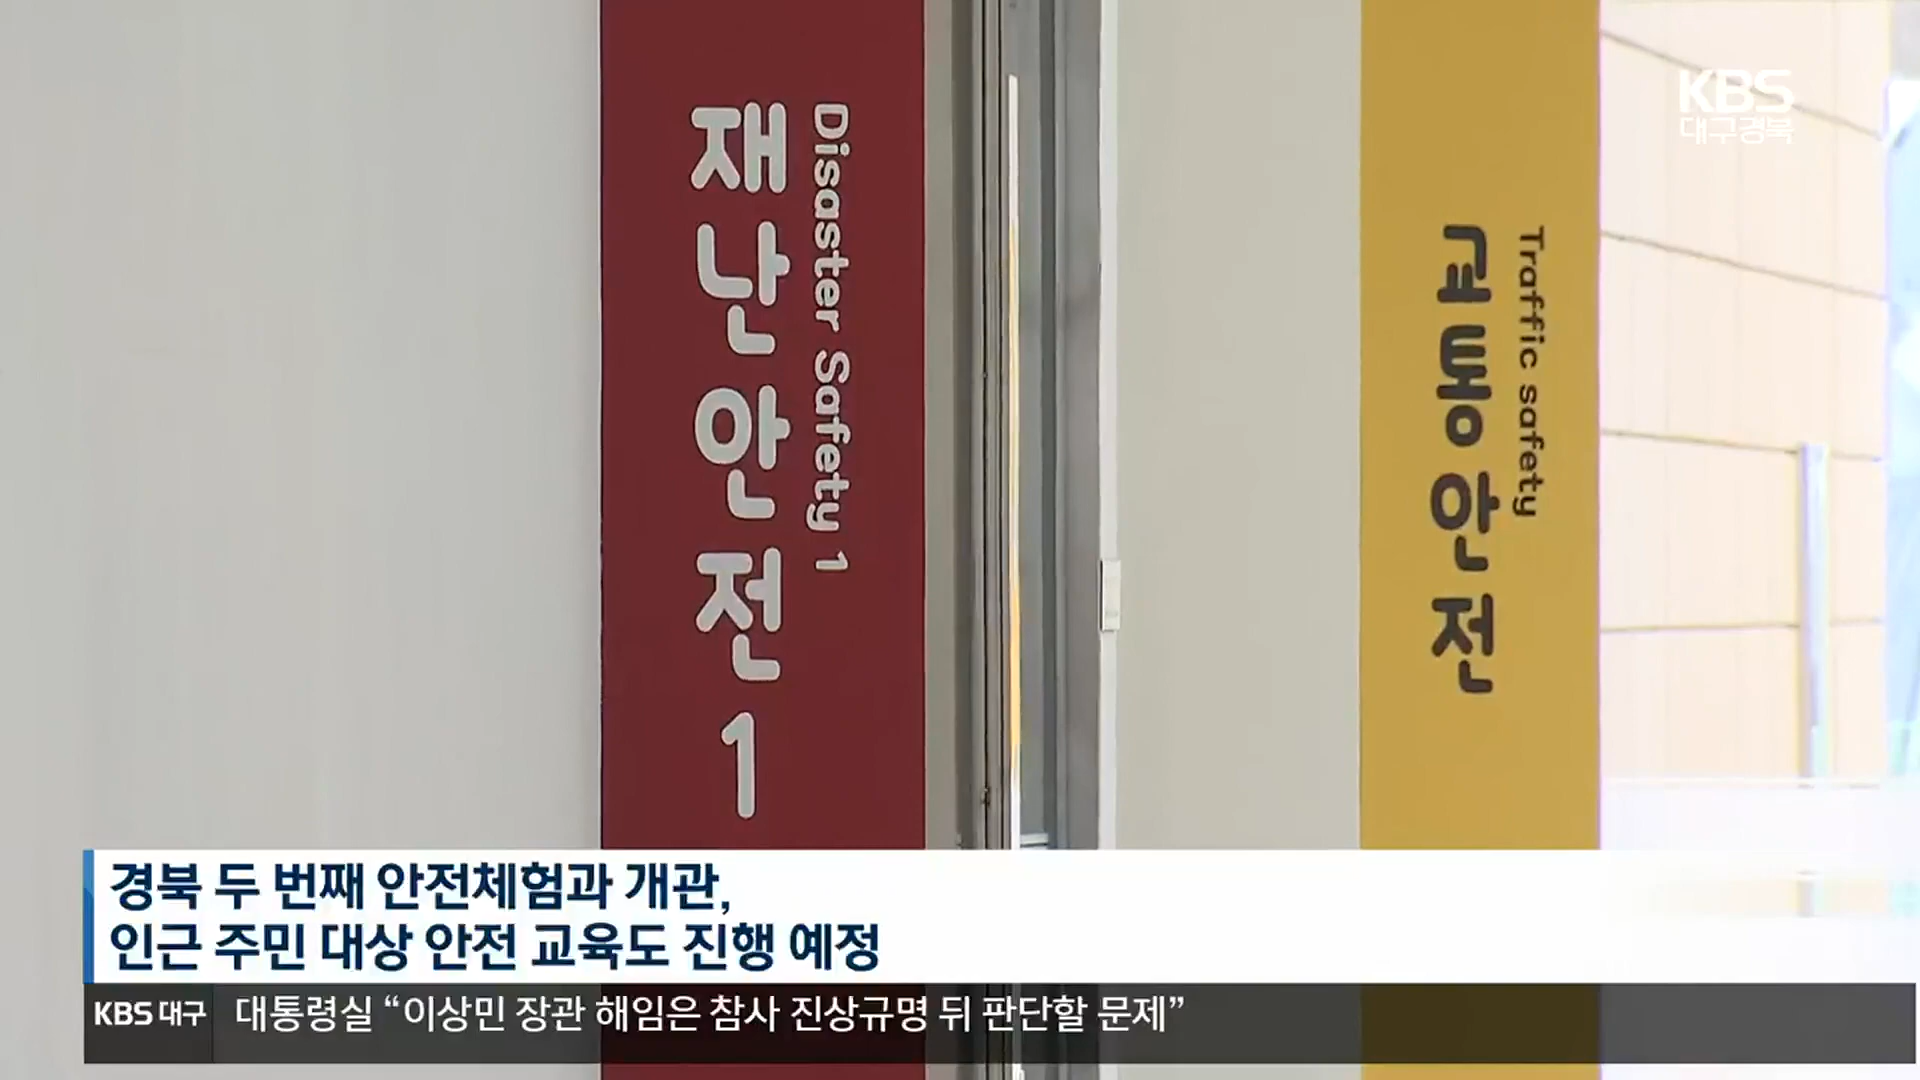 KBS
대구경북
재난안전1
Disaster Safety 1
교통안전
Traffic safety
경북 두 번째 안전체험과 개관,
인근 주민 대상 안전 교육도 진행 예정
KBS 대구
대통령실 “이상민 장관 해임은 참사 진상규명 뒤 판단할 문제”